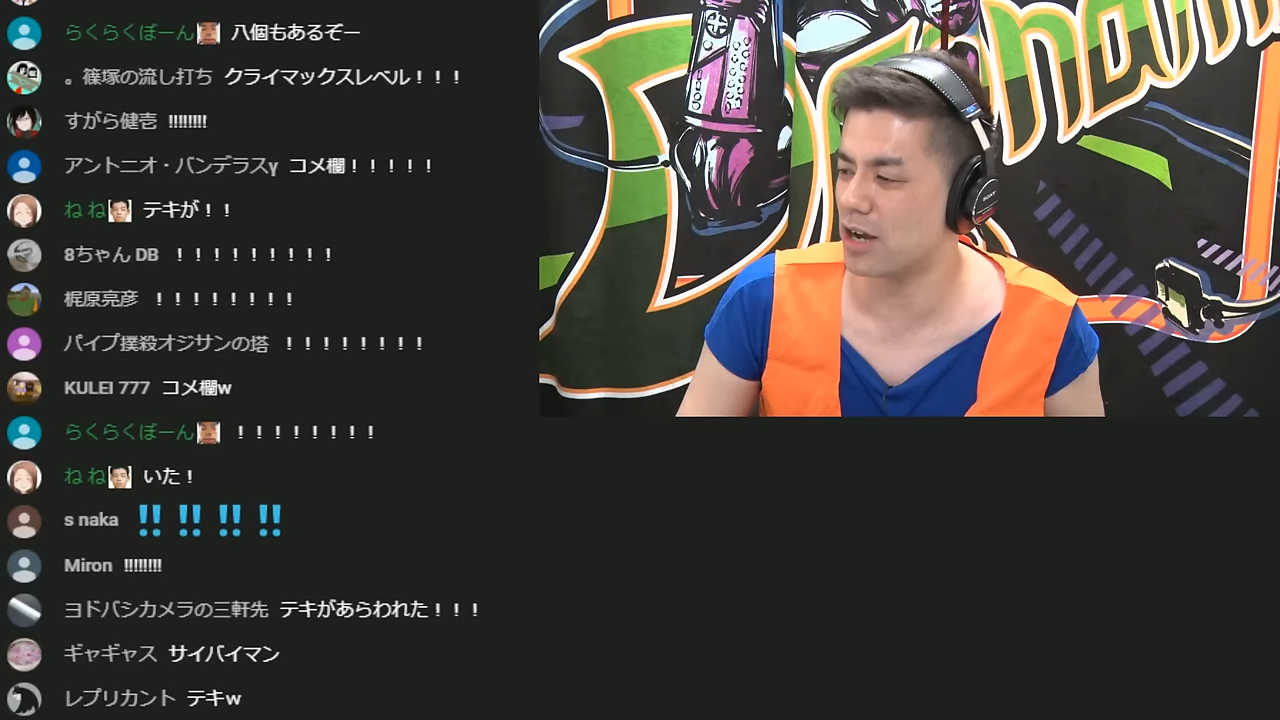 らくらくぼーん 八個もあるぞー
。篠塚の流し打ち クライマックスレベル！！！
すがら健壱 !!!!!!!!
アントニオ・バンデラスγ コメ欄！！！！！
ね ね テキが！！
8ちゃん DB ！！！！！！！！！
梶原亮彦 ！！！！！！！！
パイプ撲殺オジサンの塔 ！！！！！！！！
KULEI 777 コメ欄w
らくらくぼーん ！！！！！！！！
ね ね いた！
s naka ‼ ‼ ‼ ‼
Miron !!!!!!!!
ヨドバシカメラの三軒先 テキがあらわれた！！！
ギャギャス サイバイマン
レプリカント テキw
SONY